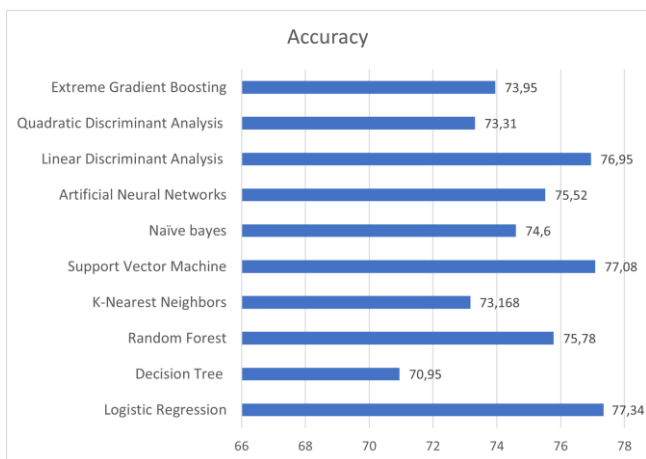 Accuracy
Extreme Gradient Boosting 73,95
Quadratic Discriminant Analysis 73,31
Linear Discriminant Analysis 76,95
Artificial Neural Networks 75,52
Naïve bayes 74,6
Support Vector Machine 77,08
K-Nearest Neighbors 73,168
Random Forest 75,78
Decision Tree 70,95
Logistic Regression 77,34
66 68 70 72 74 76 78